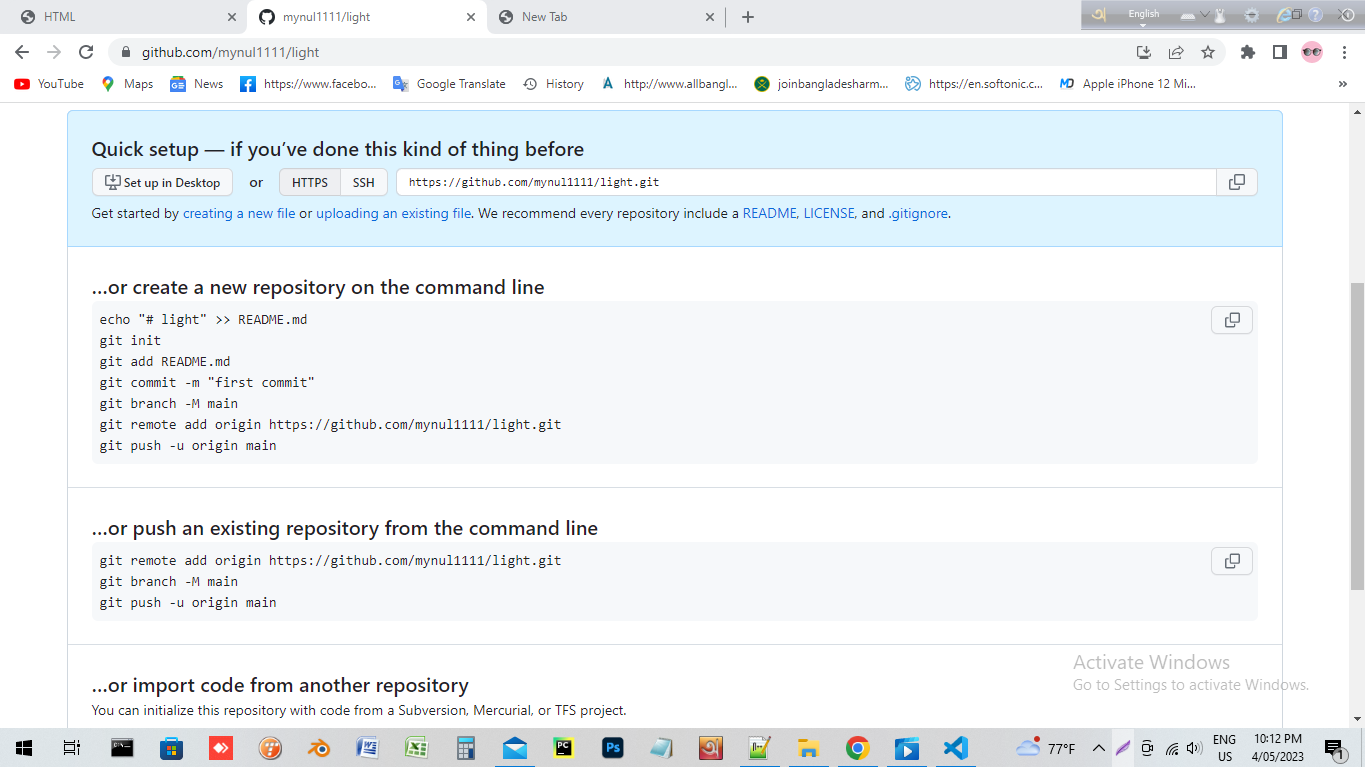 HTML
mynul1111/light
New Tab
English
github.com/mynul1111/light
YouTube
Maps
News
https://www.facebo...
Google Translate
History
http://www.allbangl...
joinbangladesharm...
https://en.softonic.c...
Apple iPhone 12 Mi...
»
Quick setup — if you’ve done this kind of thing before
Set up in Desktop
or
HTTPS
SSH
https://github.com/mynul1111/light.git
Get started by creating a new file or uploading an existing file. We recommend every repository include a README, LICENSE, and .gitignore.
…or create a new repository on the command line
echo "# light" >> README.md
git init
git add README.md
git commit -m "first commit"
git branch -M main
git remote add origin https://github.com/mynul1111/light.git
git push -u origin main
…or push an existing repository from the command line
git remote add origin https://github.com/mynul1111/light.git
git branch -M main
git push -u origin main
…or import code from another repository
You can initialize this repository with code from a Subversion, Mercurial, or TFS project.
Activate Windows
Go to Settings to activate Windows.
77°F
ENG
US
10:12 PM
4/05/2023
1